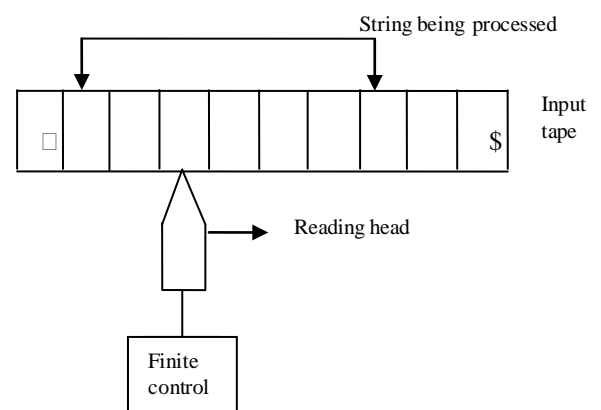 String being processed
Input
tape
□ $
Reading head
Finite
control